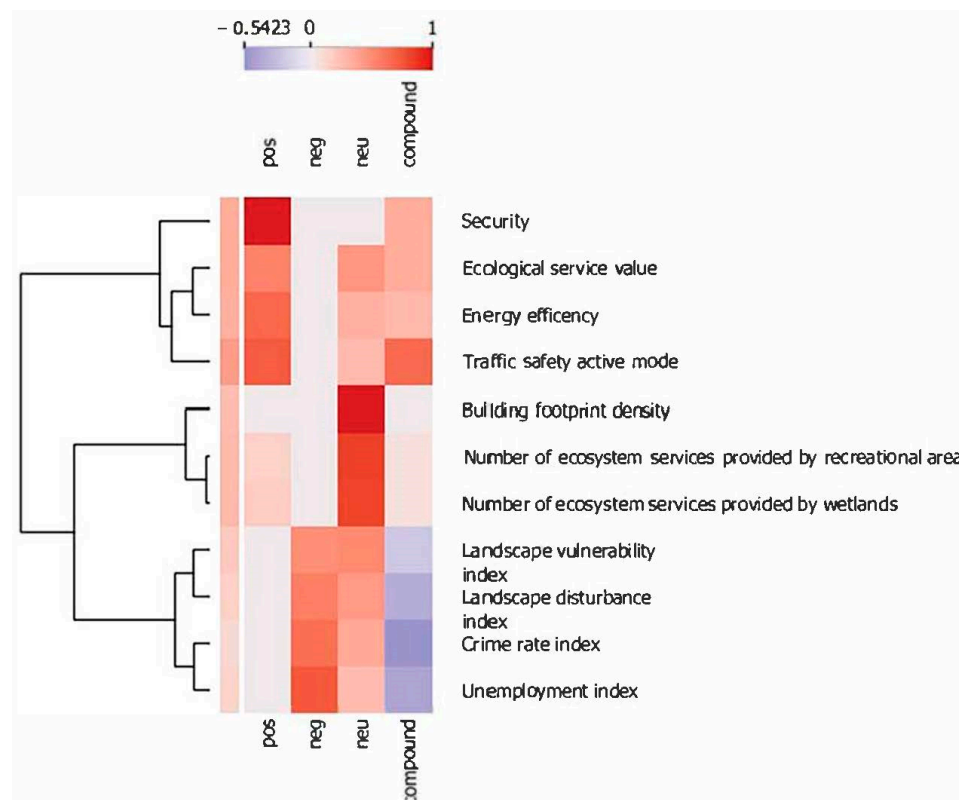 − 0.5423 0 1
pos neg neu compound
Security
Ecological service value
Energy efficency
Traffic safety active mode
Building footprint density
Number of ecosystem services provided by recreational area
Number of ecosystem services provided by wetlands
Landscape vulnerability
index
Landscape disturbance
index
Crime rate index
Unemployment index
pos neg neu compound